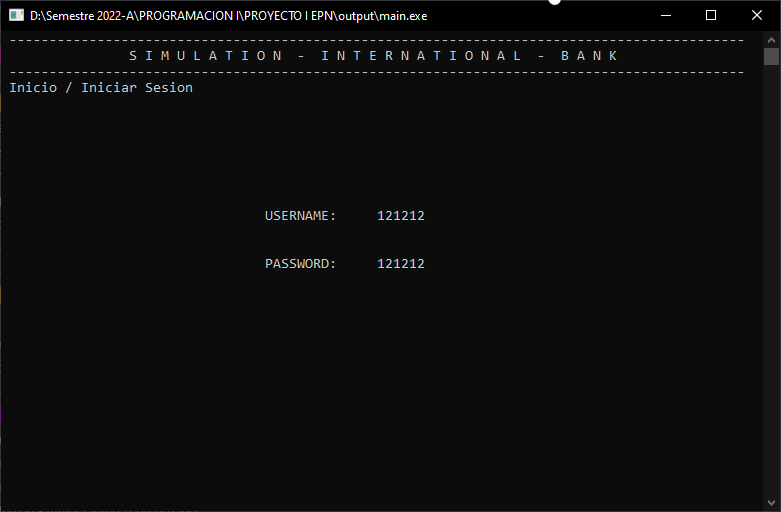 D:\Semestre 2022-A\PROGRAMACION I\PROYECTO I EPN\output\main.exe
--------------------------------------------------------------------------------------------
S I M U L A T I O N - I N T E R N A T I O N A L - B A N K
--------------------------------------------------------------------------------------------
Inicio / Iniciar Sesion
USERNAME: 121212
PASSWORD: 121212